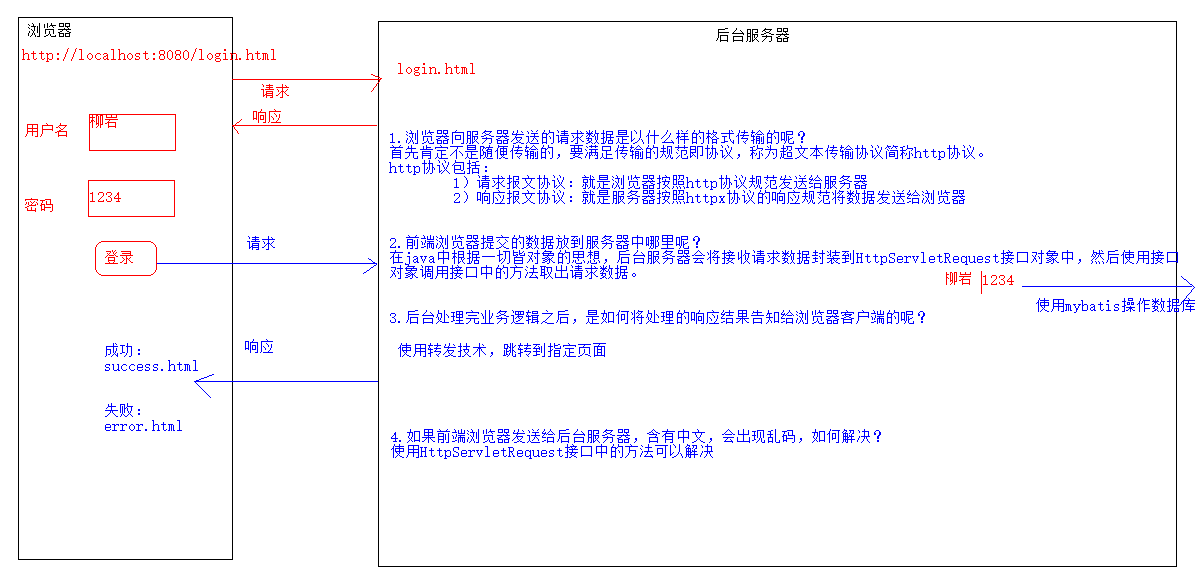 浏览器
http://localhost:8080/login.html
请求
响应
用户名
柳岩
密码
1234
登录
请求
响应
成功:
success.html
失败:
error.html
后台服务器
login.html
1.浏览器向服务器发送的请求数据是以什么样的格式传输的呢?
首先肯定不是随便传输的，要满足传输的规范即协议，称为超文本传输协议简称http协议。
http协议包括:
1）请求报文协议: 就是浏览器按照http协议规范发送给服务器
2）响应报文协议: 就是服务器按照httpx协议的响应规范将数据发送给浏览器
2.前端浏览器提交的数据放到服务器中哪里呢?
在java中根据一切皆对象的思想，后台服务器会将接收请求数据封装到HttpServletRequest接口对象中，然后使用接口
对象调用接口中的方法取出请求数据。
柳岩 1234
使用mybatis操作数据库
3.后台处理完业务逻辑之后，是如何将处理的响应结果告知给浏览器客户端的呢?
使用转发技术，跳转到指定页面
4.如果前端浏览器发送给后台服务器，含有中文，会出现乱码，如何解决?
使用HttpServletRequest接口中的方法可以解决